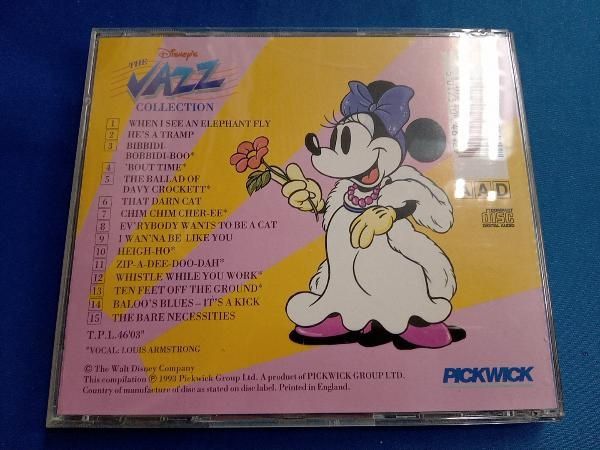 Disney's
THE
JAZZ
COLLECTION
1 WHEN I SEE AN ELEPHANT FLY
2 HE'S A TRAMP
3 BIBBIDI-
BOBBIDI-BOO*
4 'BOUT TIME*
5 THE BALLAD OF
DAVY CROCKETT*
6 THAT DARN CAT
7 CHIM CHIM CHER-EE*
8 EV'RYBODY WANTS TO BE A CAT
9 I WAN'NA BE LIKE YOU
10 HEIGH-HO*
11 ZIP-A-DEE-DOO-DAH*
12 WHISTLE WHILE YOU WORK*
13 TEN FEET OFF THE GROUND*
14 BALOO'S BLUES – IT'S A KICK
15 THE BARE NECESSITIES
T.P.L. 46'03"
*VOCAL: LOUIS ARMSTRONG
© The Walt Disney Company
This compilation ℗ 1993 Pickwick Group Ltd. A product of PICKWICK GROUP LTD.
Country of manufacture of disc as stated on disc label. Printed in England.
AAD
COMPACT
disc
DIGITAL AUDIO
PICKWICK